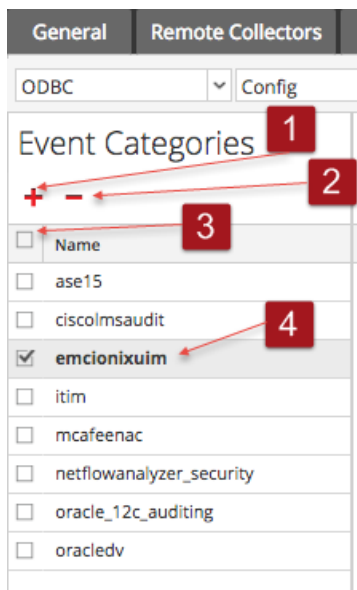 General Remote Collectors
ODBC Config
Event Categories
1
+ − 2
3
Name
ase15
ciscolmsaudit
4
emcionixuim
itim
mcafeenac
netflowanalyzer_security
oracle_12c_auditing
oracledv